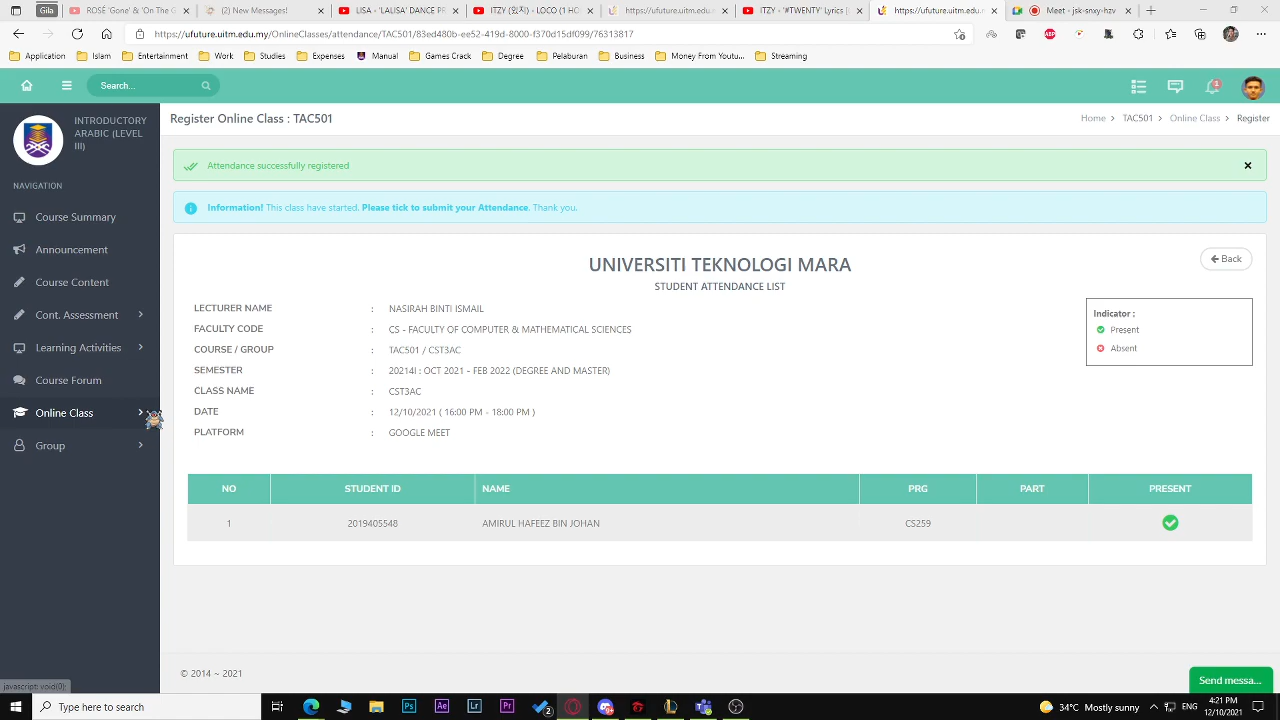 Gila
ROSÉ 'Gone' & 'On The G
(2) New Messages!
LISA - 'LALISA' DANCE PR
ITZY(있지) - LOCO (1 HO
https://ufuture.uitm.edu.m
ITZY - "#TWENTY" Lyrics [
https://ufuture.uitm.edu.m
Meet - jsk-snxy-hzv
https://ufuture.uitm.edu.my/OnlineClasses/attendance/TAC501/83ed480b-ee52-419d-8000-f370d15df099/76313817
Application
Islam
Entertainment
Work
Studies
Expenses
Manual
Games Crack
Doctor
Pelaburan
Business
Money From Youtu...
Streaming
Search...
1
INTRODUCTORY
ARABIC (LEVEL
III)
NAVIGATION
Course Summary
Announcement
Course Content
Cont. Assessment
Learning Activities
Course Forum
Online Class
Group
Register Online Class : TAC501
Home > TAC501 > Online Class > Register
Attendance successfully registered
Information! This class have started. Please tick to submit your Attendance. Thank you.
UNIVERSITI TEKNOLOGI MARA
STUDENT ATTENDANCE LIST
Back
LECTURER NAME : NASIRAH BINTI ISMAIL
FACULTY CODE : CS - FACULTY OF COMPUTER & MATHEMATICAL SCIENCES
COURSE / GROUP : TAC501 / CST3AC
SEMESTER : 20214I : OCT 2021 - FEB 2022 (DEGREE AND MASTER)
CLASS NAME : CST3AC
DATE : 12/10/2021 ( 16:00 PM - 18:00 PM )
PLATFORM : GOOGLE MEET
Indicator :
Present
Absent
NO STUDENT ID NAME PRG PART PRESENT
1 2019405548 AMIRUL HAFEEZ BIN JOHAN CS259
© 2014 ~ 2021
Send messa...
javascript: void(0);
Type here to search
Ps
Ae
Lrc
Pr
2
34°C Mostly sunny
4:21 PM
12/10/2021